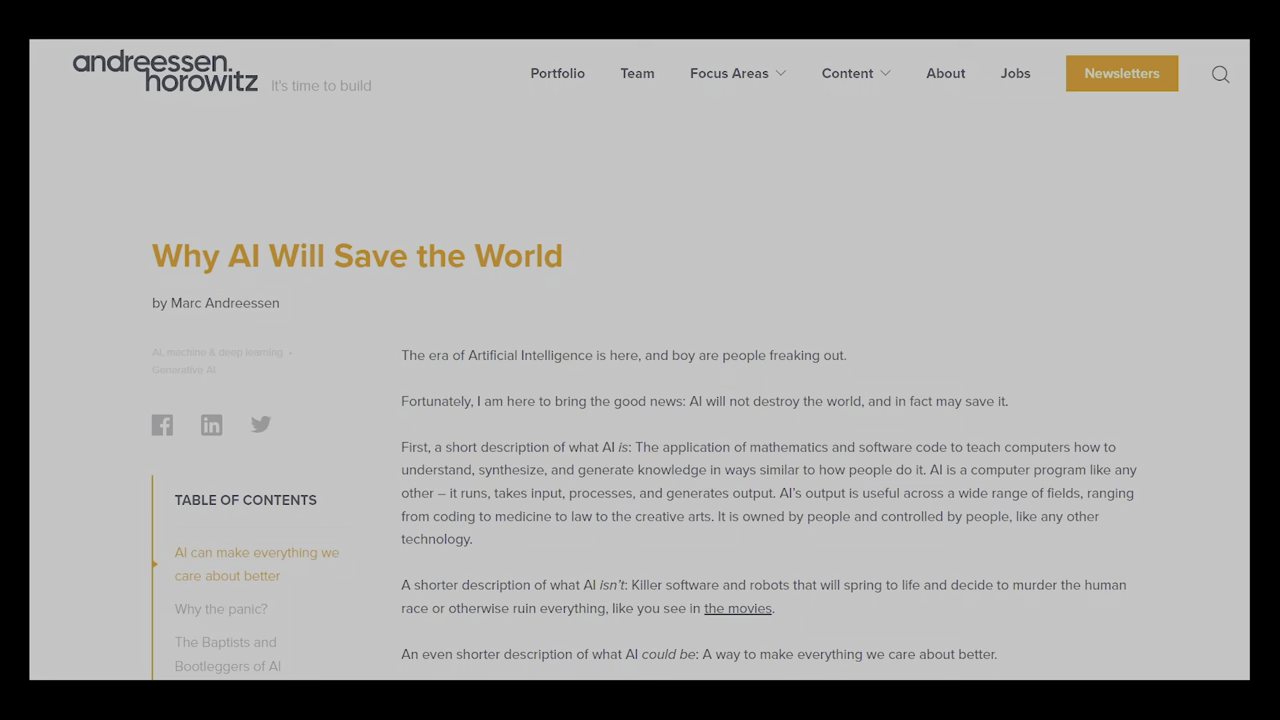 andreessen.
horowitz
It's time to build
Portfolio
Team
Focus Areas
Content
About
Jobs
Newsletters
Why AI Will Save the World
by Marc Andreessen
AI, machine & deep learning •
Generative AI
TABLE OF CONTENTS
AI can make everything we
care about better
Why the panic?
The Baptists and
Bootleggers of AI
The era of Artificial Intelligence is here, and boy are people freaking out.
Fortunately, I am here to bring the good news: AI will not destroy the world, and in fact may save it.
First, a short description of what AI is: The application of mathematics and software code to teach computers how to
understand, synthesize, and generate knowledge in ways similar to how people do it. AI is a computer program like any
other – it runs, takes input, processes, and generates output. AI’s output is useful across a wide range of fields, ranging
from coding to medicine to law to the creative arts. It is owned by people and controlled by people, like any other
technology.
A shorter description of what AI isn’t: Killer software and robots that will spring to life and decide to murder the human
race or otherwise ruin everything, like you see in the movies.
An even shorter description of what AI could be: A way to make everything we care about better.